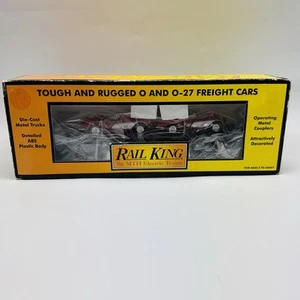 TOUGH AND RUGGED O AND O-27 FREIGHT CARS
Die-Cast
Metal Trucks
Detailed
ABS
Plastic Body
Operating
Metal
Couplers
Attractively
Decorated
RAIL KING
By MTH Electric Trains